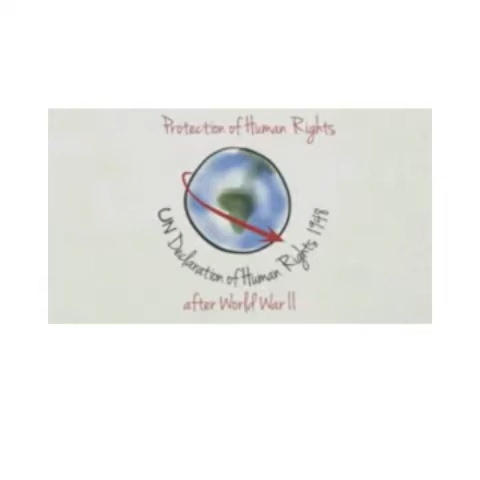 Protection of Human Rights
UN Declaration of Human Rights 1948
after World War II